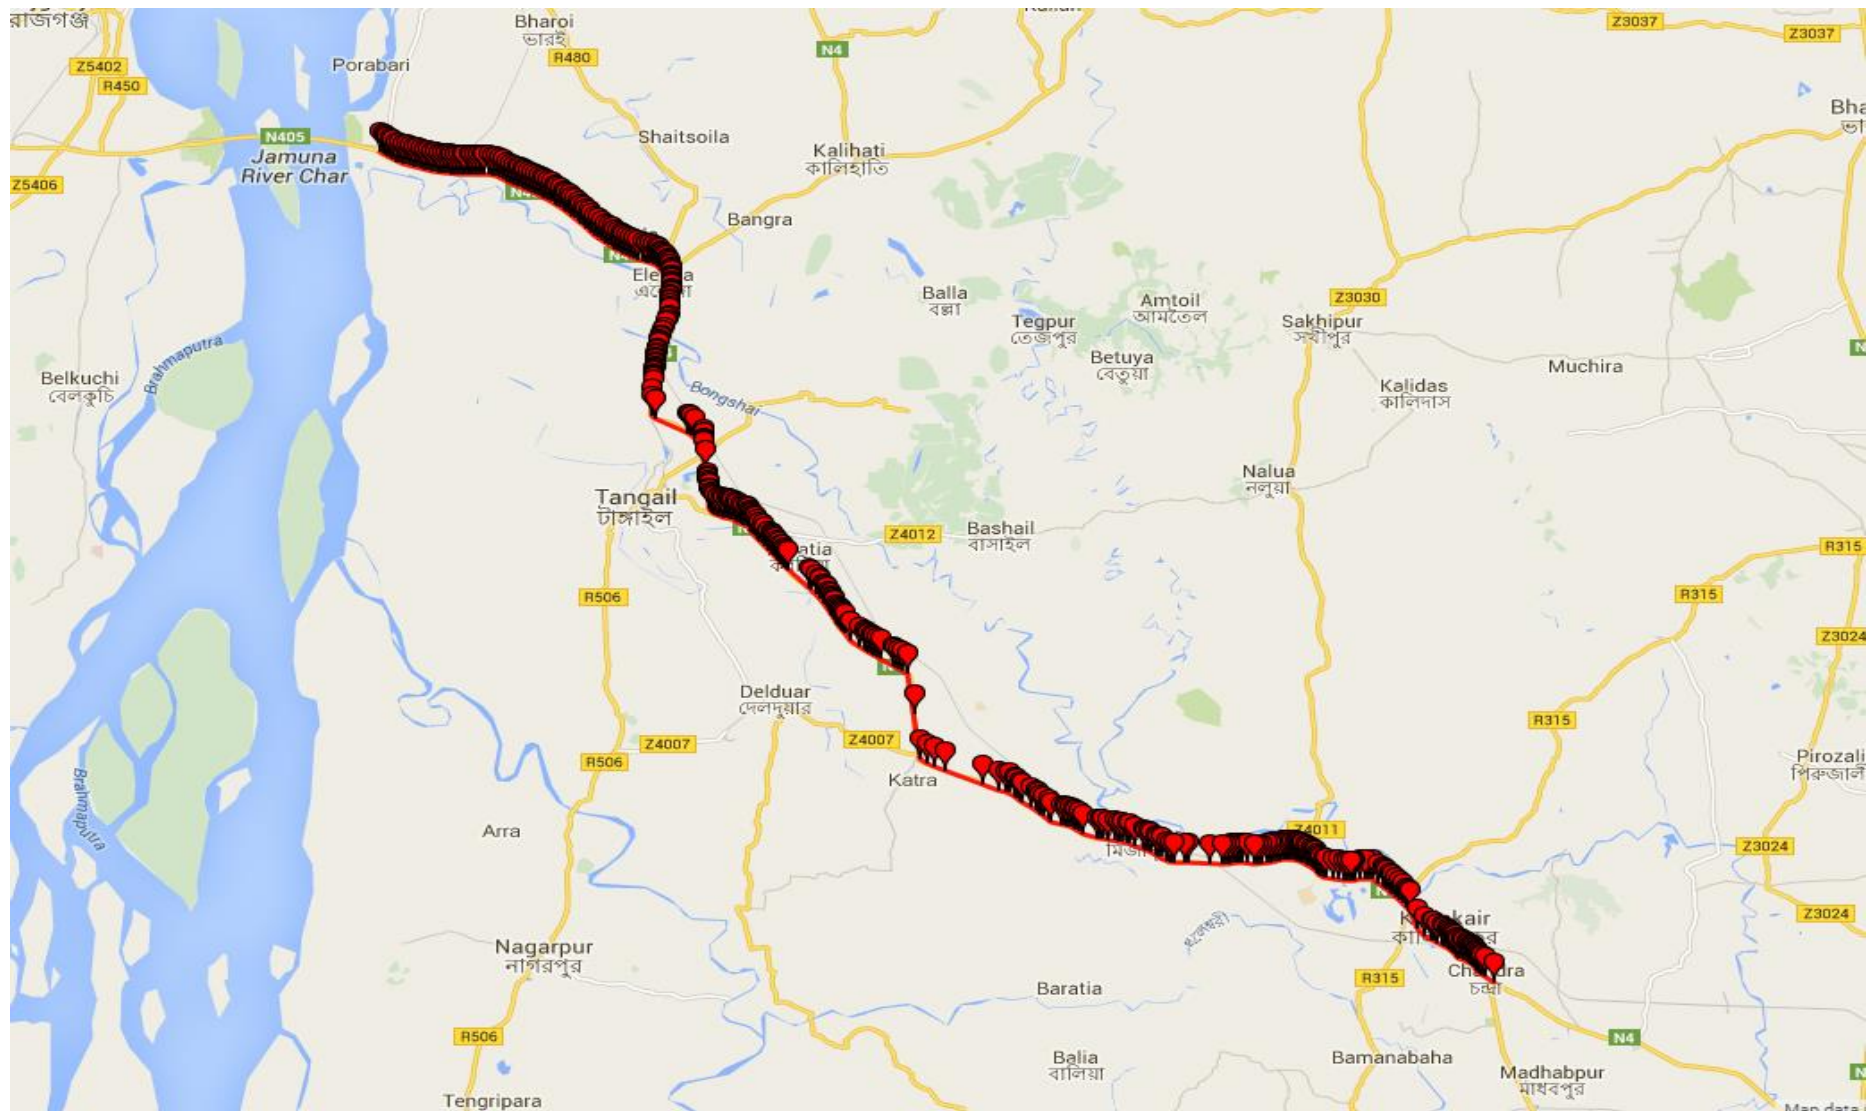 রাজগঞ্জ
Bharoi
ভারই
Z3037
Z3037
N4
R480
Porabari
Z5402
R450
N405
Jamuna
River Char
Shaitsoila
Kalihati
কালিহাতি
Z5406
Bangra
Z3030
Balla
বল্লা
Amtoil
আমতৈল
Tegpur
তেজপুর
Sakhipur
সখীপুর
Betuya
বেতুয়া
Brahmaputra
Belkuchi
বেলকুচি
Muchira
Kalidas
কালিদাস
Bongshai
Nalua
নলুয়া
Tangail
টাঙ্গাইল
Z4012
Bashail
বাসাইল
R315
R506
R315
Z3024
Delduar
দেলদুয়ার
R315
Z4007
Z4007
R506
Katra
Pirozali
পিরুজালী
Brahmaputra
Arra
Z4011
Z3024
Z3024
Nagarpur
নাগরপুর
R315
চন্দ্রা
Baratia
R506
N4
Balia
বালিয়া
Bamanabaha
Madhabpur
মাধবপুর
Tengripara